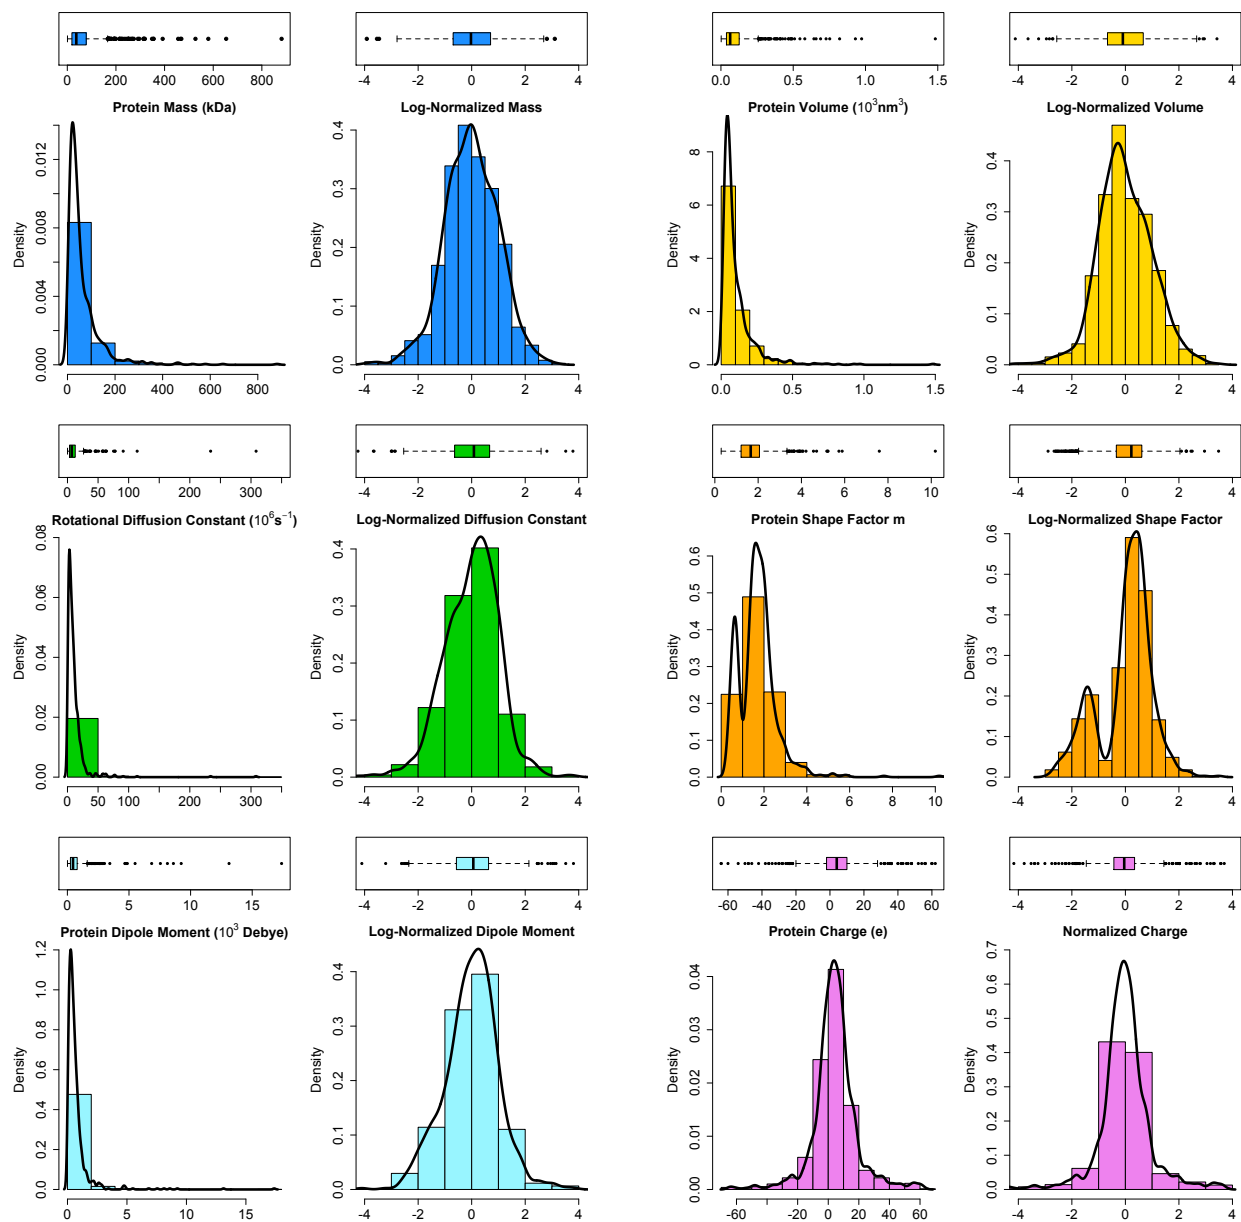 0 200 400 600 800
-4 -2 0 2 4
0.0 0.5 1.0 1.5
-4 -2 0 2 4
Protein Mass (kDa)
Log-Normalized Mass
Protein Volume (10³nm³)
Log-Normalized Volume
Density
0.000 0.004 0.008 0.012
0 200 400 600 800
Density
0.0 0.1 0.2 0.3 0.4
-4 -2 0 2 4
Density
0 2 4 6 8
0.0 0.5 1.0 1.5
Density
0.0 0.1 0.2 0.3 0.4
-4 -2 0 2 4
0 50 100 200 300
-4 -2 0 2 4
0 2 4 6 8 10
-4 -2 0 2 4
Rotational Diffusion Constant (10⁶s⁻¹)
Log-Normalized Diffusion Constant
Protein Shape Factor m
Log-Normalized Shape Factor
Density
0.00 0.02 0.04 0.06 0.08
0 50 100 200 300
Density
0.0 0.1 0.2 0.3 0.4
-4 -2 0 2 4
Density
0.0 0.1 0.2 0.3 0.4 0.5 0.6
0 2 4 6 8 10
Density
0.0 0.1 0.2 0.3 0.4 0.5 0.6
-4 -2 0 2 4
0 5 10 15
-4 -2 0 2 4
-60 -40 -20 0 20 40 60
-4 -2 0 2 4
Protein Dipole Moment (10³ Debye)
Log-Normalized Dipole Moment
Protein Charge (e)
Normalized Charge
Density
0.0 0.2 0.4 0.6 0.8 1.0 1.2
0 5 10 15
Density
0.0 0.1 0.2 0.3 0.4
-4 -2 0 2 4
Density
0.00 0.01 0.02 0.03 0.04
-60 -20 0 20 40 60
Density
0.0 0.1 0.2 0.3 0.4 0.5 0.6 0.7
-4 -2 0 2 4